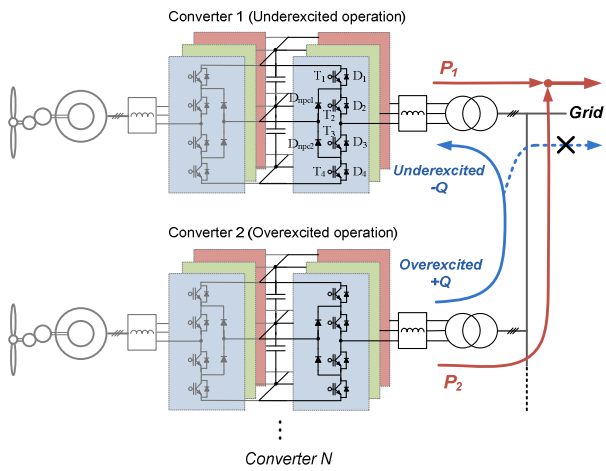 Converter 1 (Underexcited operation)
P1
T1 D1
Dnpc1
D2
T2
Grid
T3
Dnpc2 D3
T4 D4
Underexcited
-Q
Converter 2 (Overexcited operation)
Overexcited
+Q
P2
Converter N